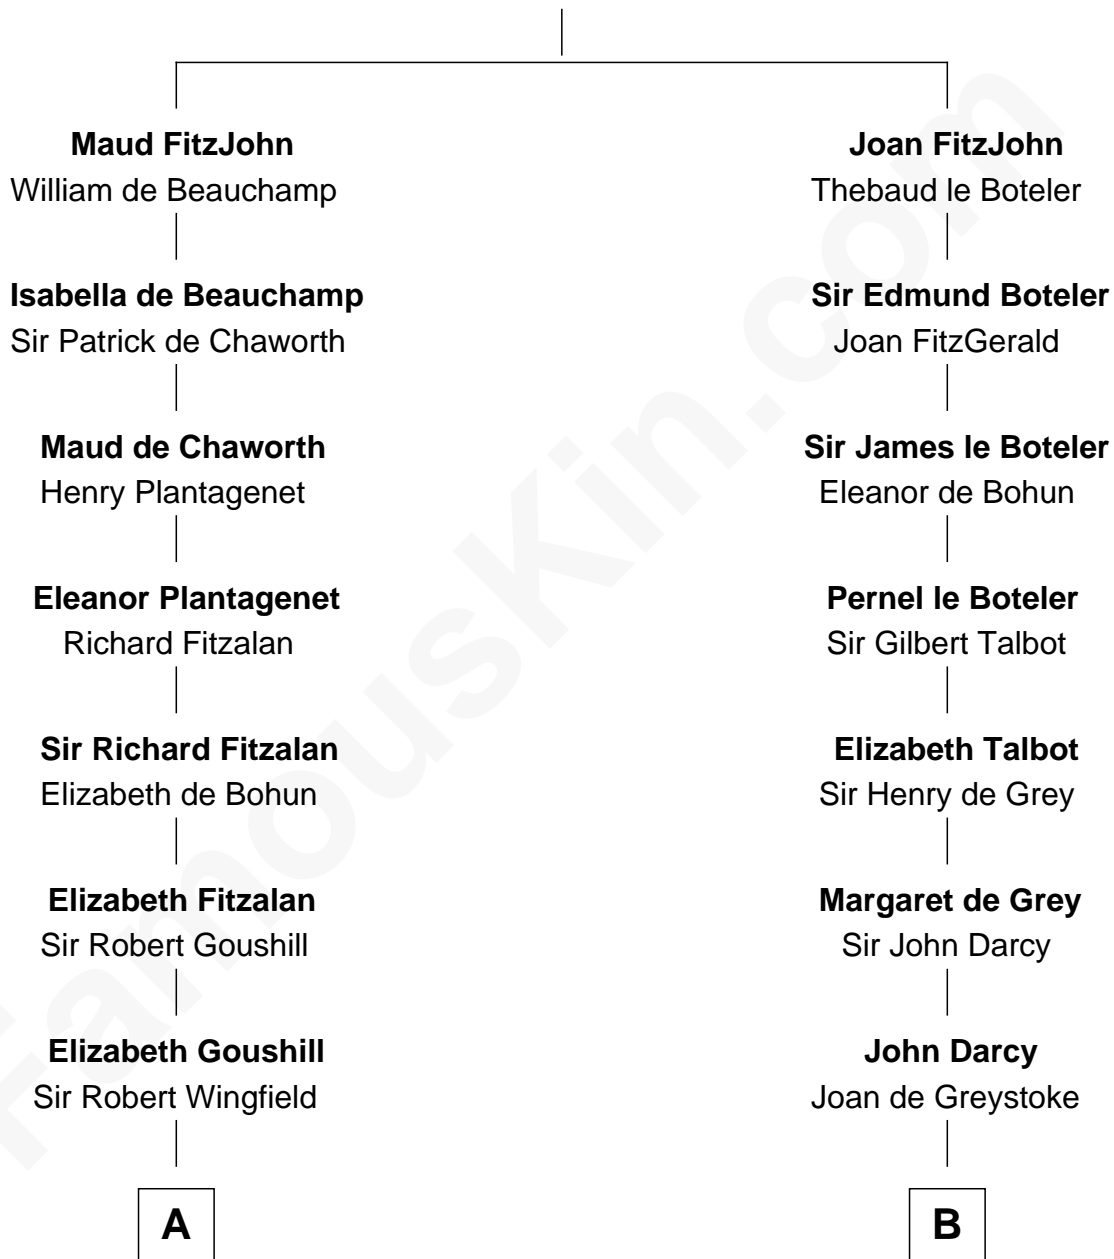 Maud FitzJohn
William de Beauchamp
Isabella de Beauchamp
Sir Patrick de Chaworth
Maud de Chaworth
Henry Plantagenet
Eleanor Plantagenet
Richard Fitzalan
Sir Richard Fitzalan
Elizabeth de Bohun
Elizabeth Fitzalan
Sir Robert Goushill
Elizabeth Goushill
Sir Robert Wingfield
A
Joan FitzJohn
Thebaud le Boteler
Sir Edmund Boteler
Joan FitzGerald
Sir James le Boteler
Eleanor de Bohun
Pernel le Boteler
Sir Gilbert Talbot
Elizabeth Talbot
Sir Henry de Grey
Margaret de Grey
Sir John Darcy
John Darcy
Joan de Greystoke
B
FamousKin.com